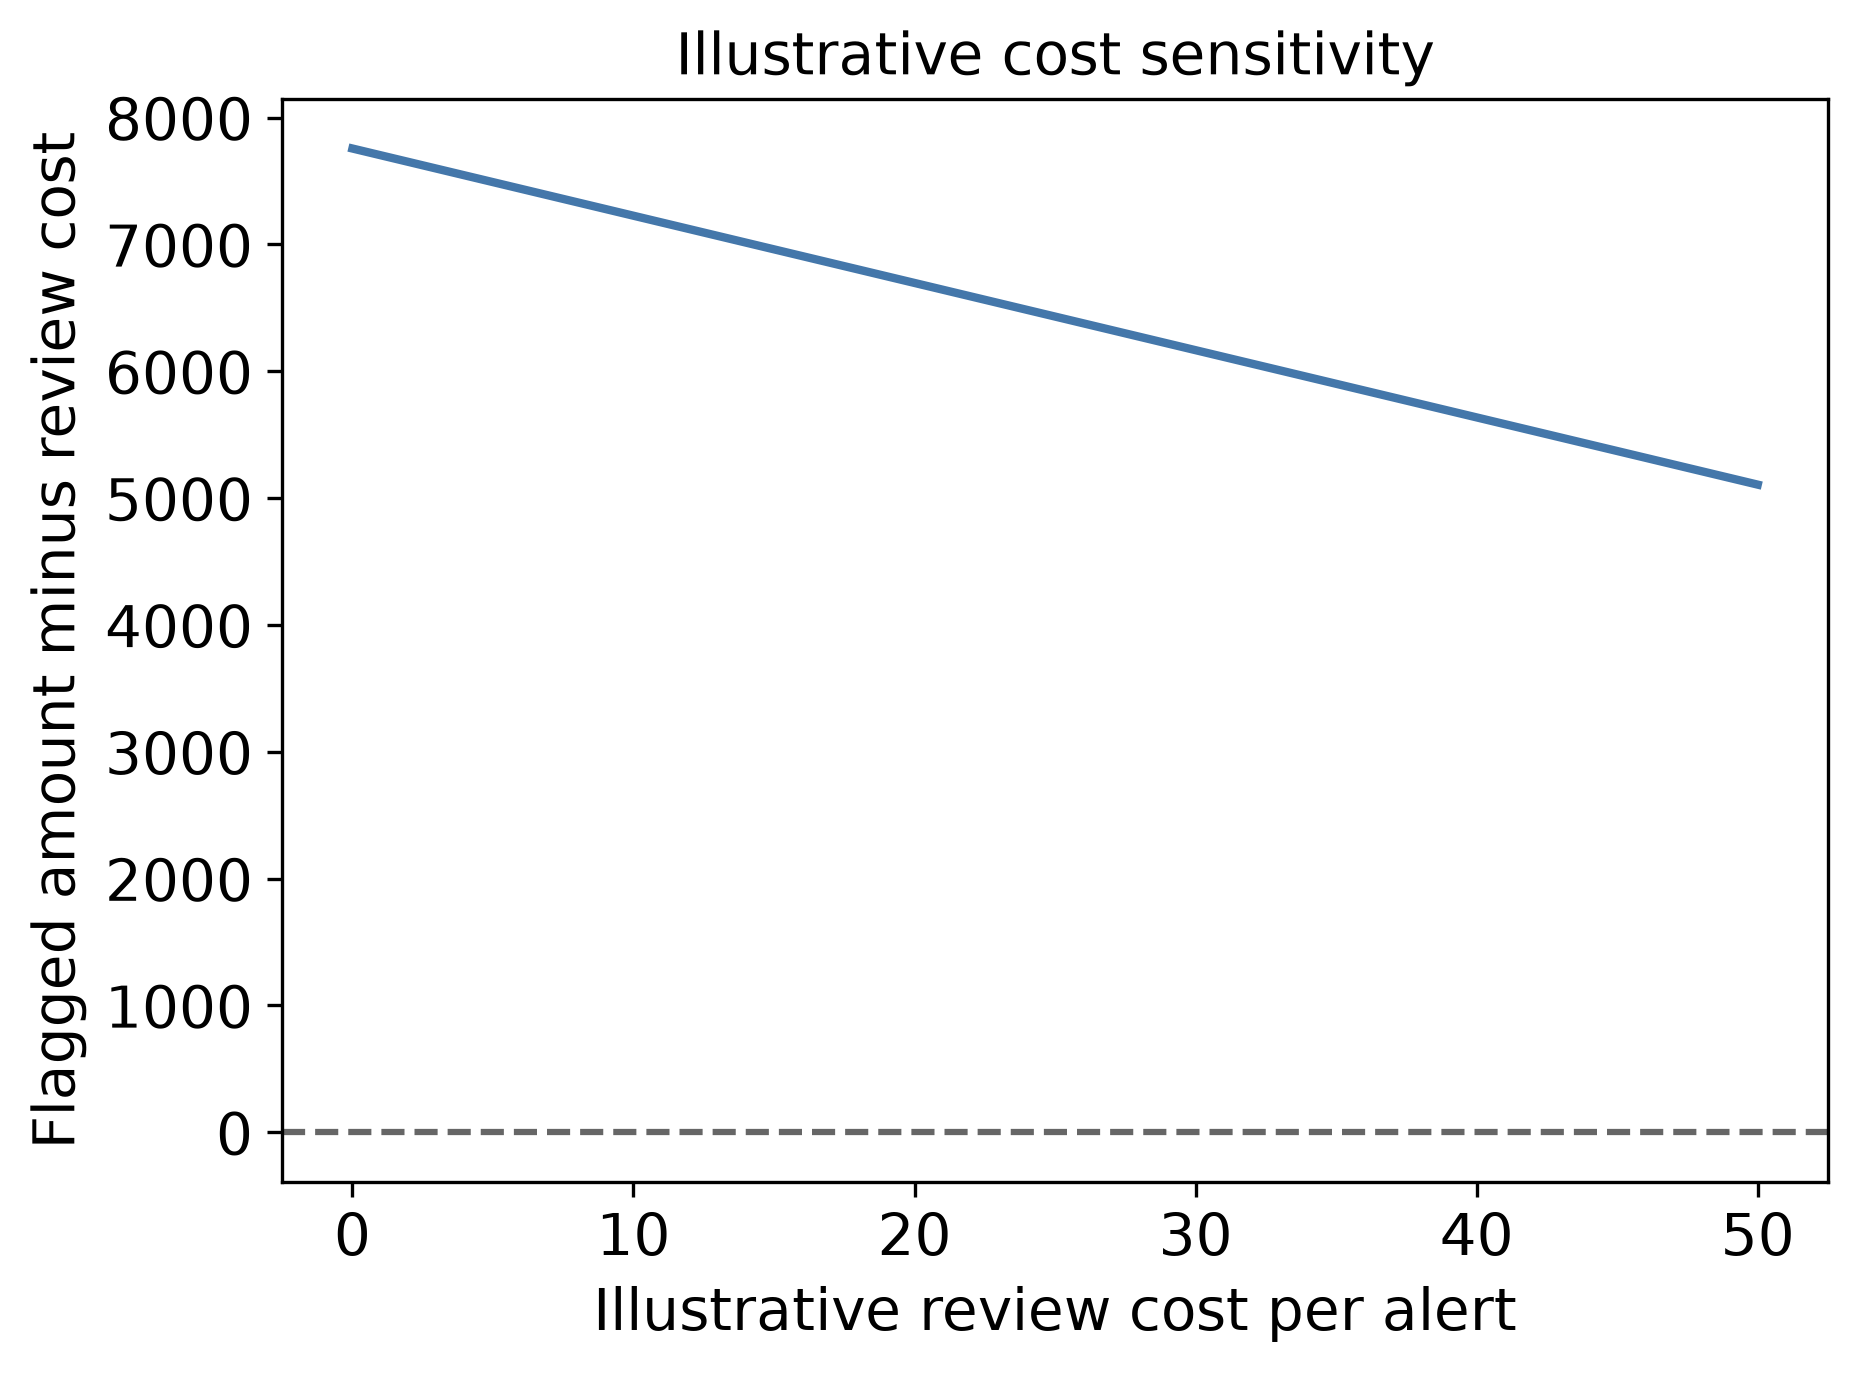 Illustrative cost sensitivity
Flagged amount minus review cost
8000
7000
6000
5000
4000
3000
2000
1000
0
0 10 20 30 40 50
Illustrative review cost per alert